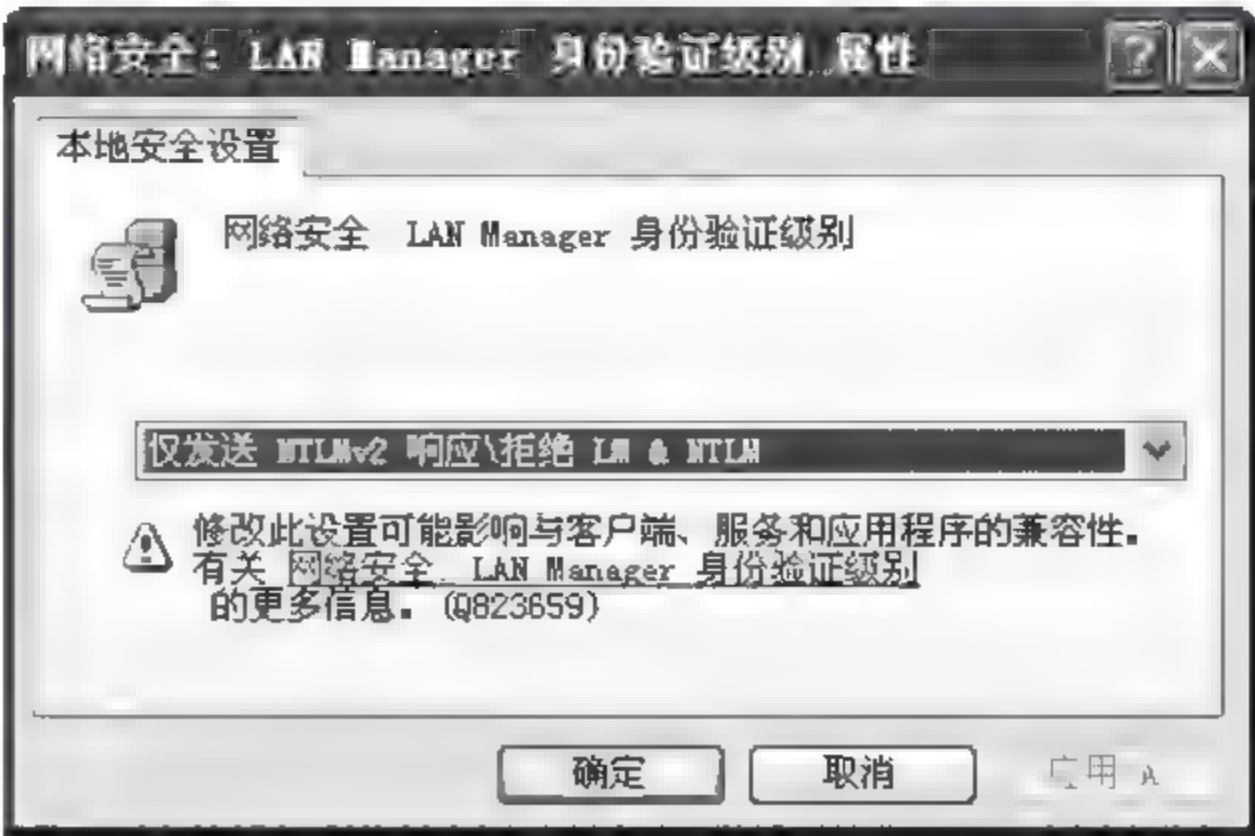 网络安全: LAN Manager 身份验证级别 属性
本地安全设置
网络安全 LAN Manager 身份验证级别
仅发送 NTLMv2 响应\拒绝 LM & NTLM
修改此设置可能影响与客户端、服务和应用程序的兼容性。
有关 网络安全 LAN Manager 身份验证级别
的更多信息。(Q823659)
确定 取消 应用 A